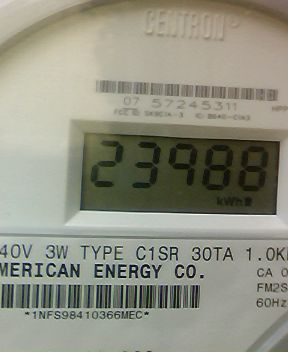 CENTRON®
07 57245311
23988
kWh
40V 3W TYPE C1SR 30TA 1.0K
MERICAN ENERGY CO.
CA 0
FM2S
60Hz
*1NFS98410366MEC*